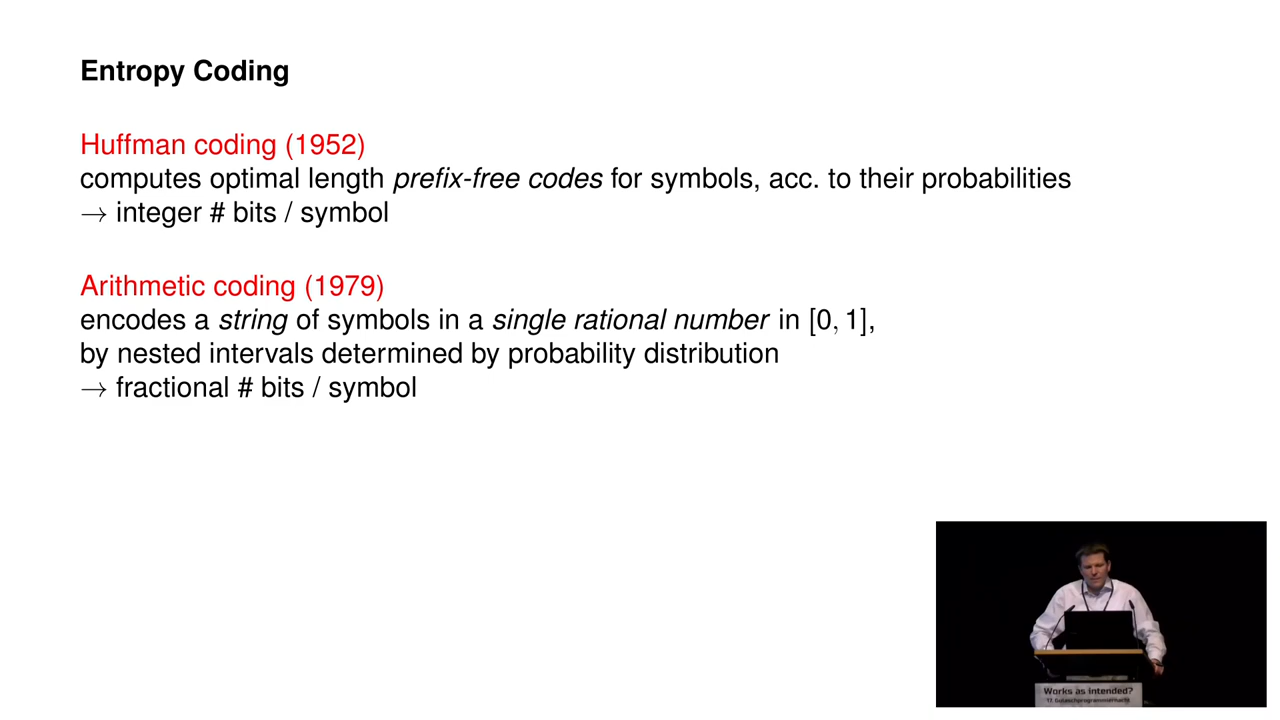 Entropy Coding
Huffman coding (1952)
computes optimal length prefix-free codes for symbols, acc. to their probabilities
→ integer # bits / symbol
Arithmetic coding (1979)
encodes a string of symbols in a single rational number in [0, 1],
by nested intervals determined by probability distribution
→ fractional # bits / symbol
Works as intended?
17. Gulaschprogrammiernacht